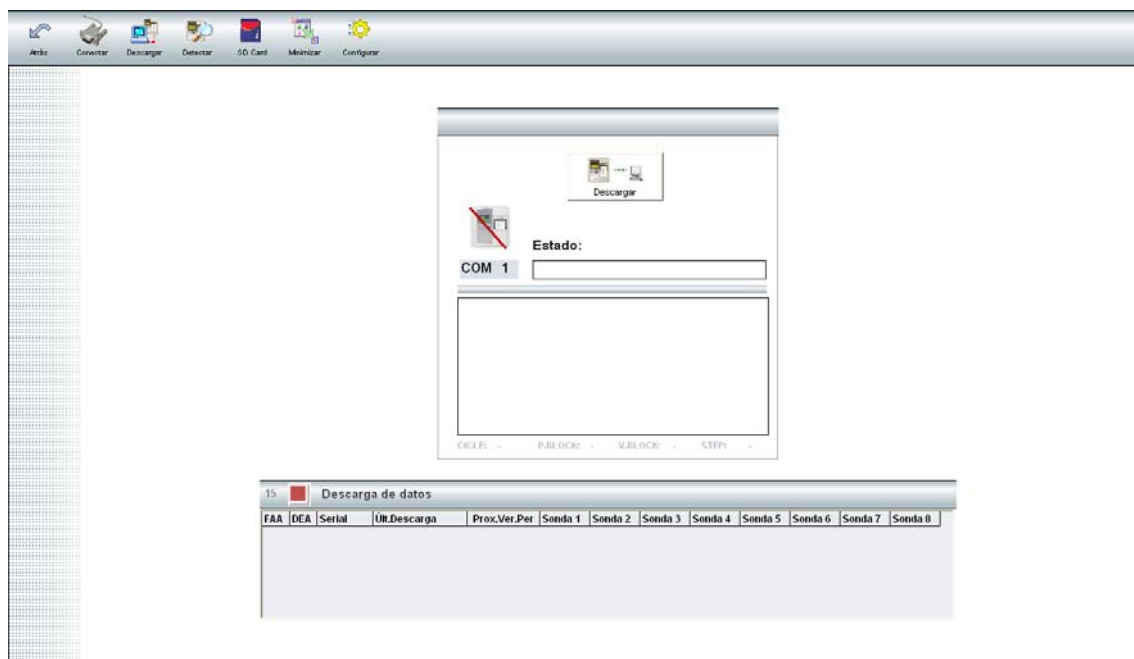 Atrás Conectar Descargar Detectar SD Card Minimizar Configurar
Descargar
Estado:
COM 1
CICLE: - P.BLOCK: - V.BLOCK: - STEP: -
15 Descarga de datos
FAA DEA Serial Últ.Descarga Prox.Ver.Per Sonda 1 Sonda 2 Sonda 3 Sonda 4 Sonda 5 Sonda 6 Sonda 7 Sonda 8